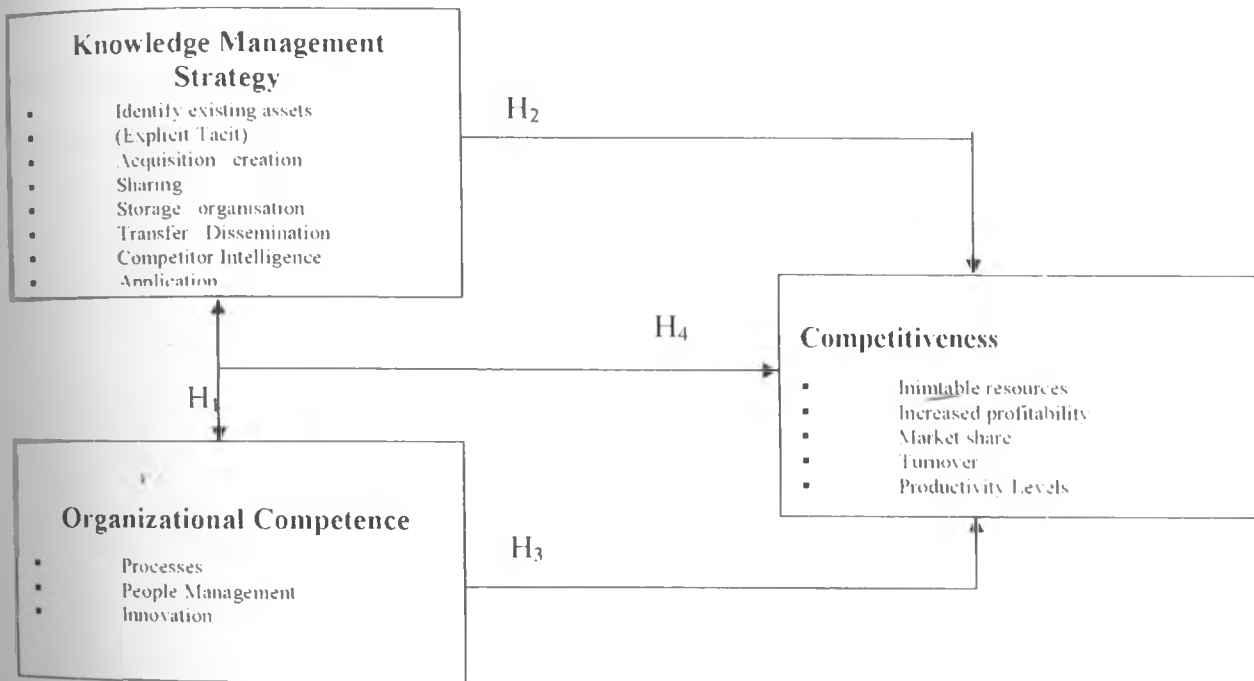 Knowledge Management
Strategy
▪ Identify existing assets
▪ (Explicit Tacit)
▪ Acquisition creation
▪ Sharing
▪ Storage organisation
▪ Transfer Dissemination
▪ Competitor Intelligence
▪ Application
H₂
H₄
H₁
Competitiveness
▪ Inimtable resources
▪ Increased profitability
▪ Market share
▪ Turnover
▪ Productivity Levels
Organizational Competence
▪ Processes
▪ People Management
▪ Innovation
H₃